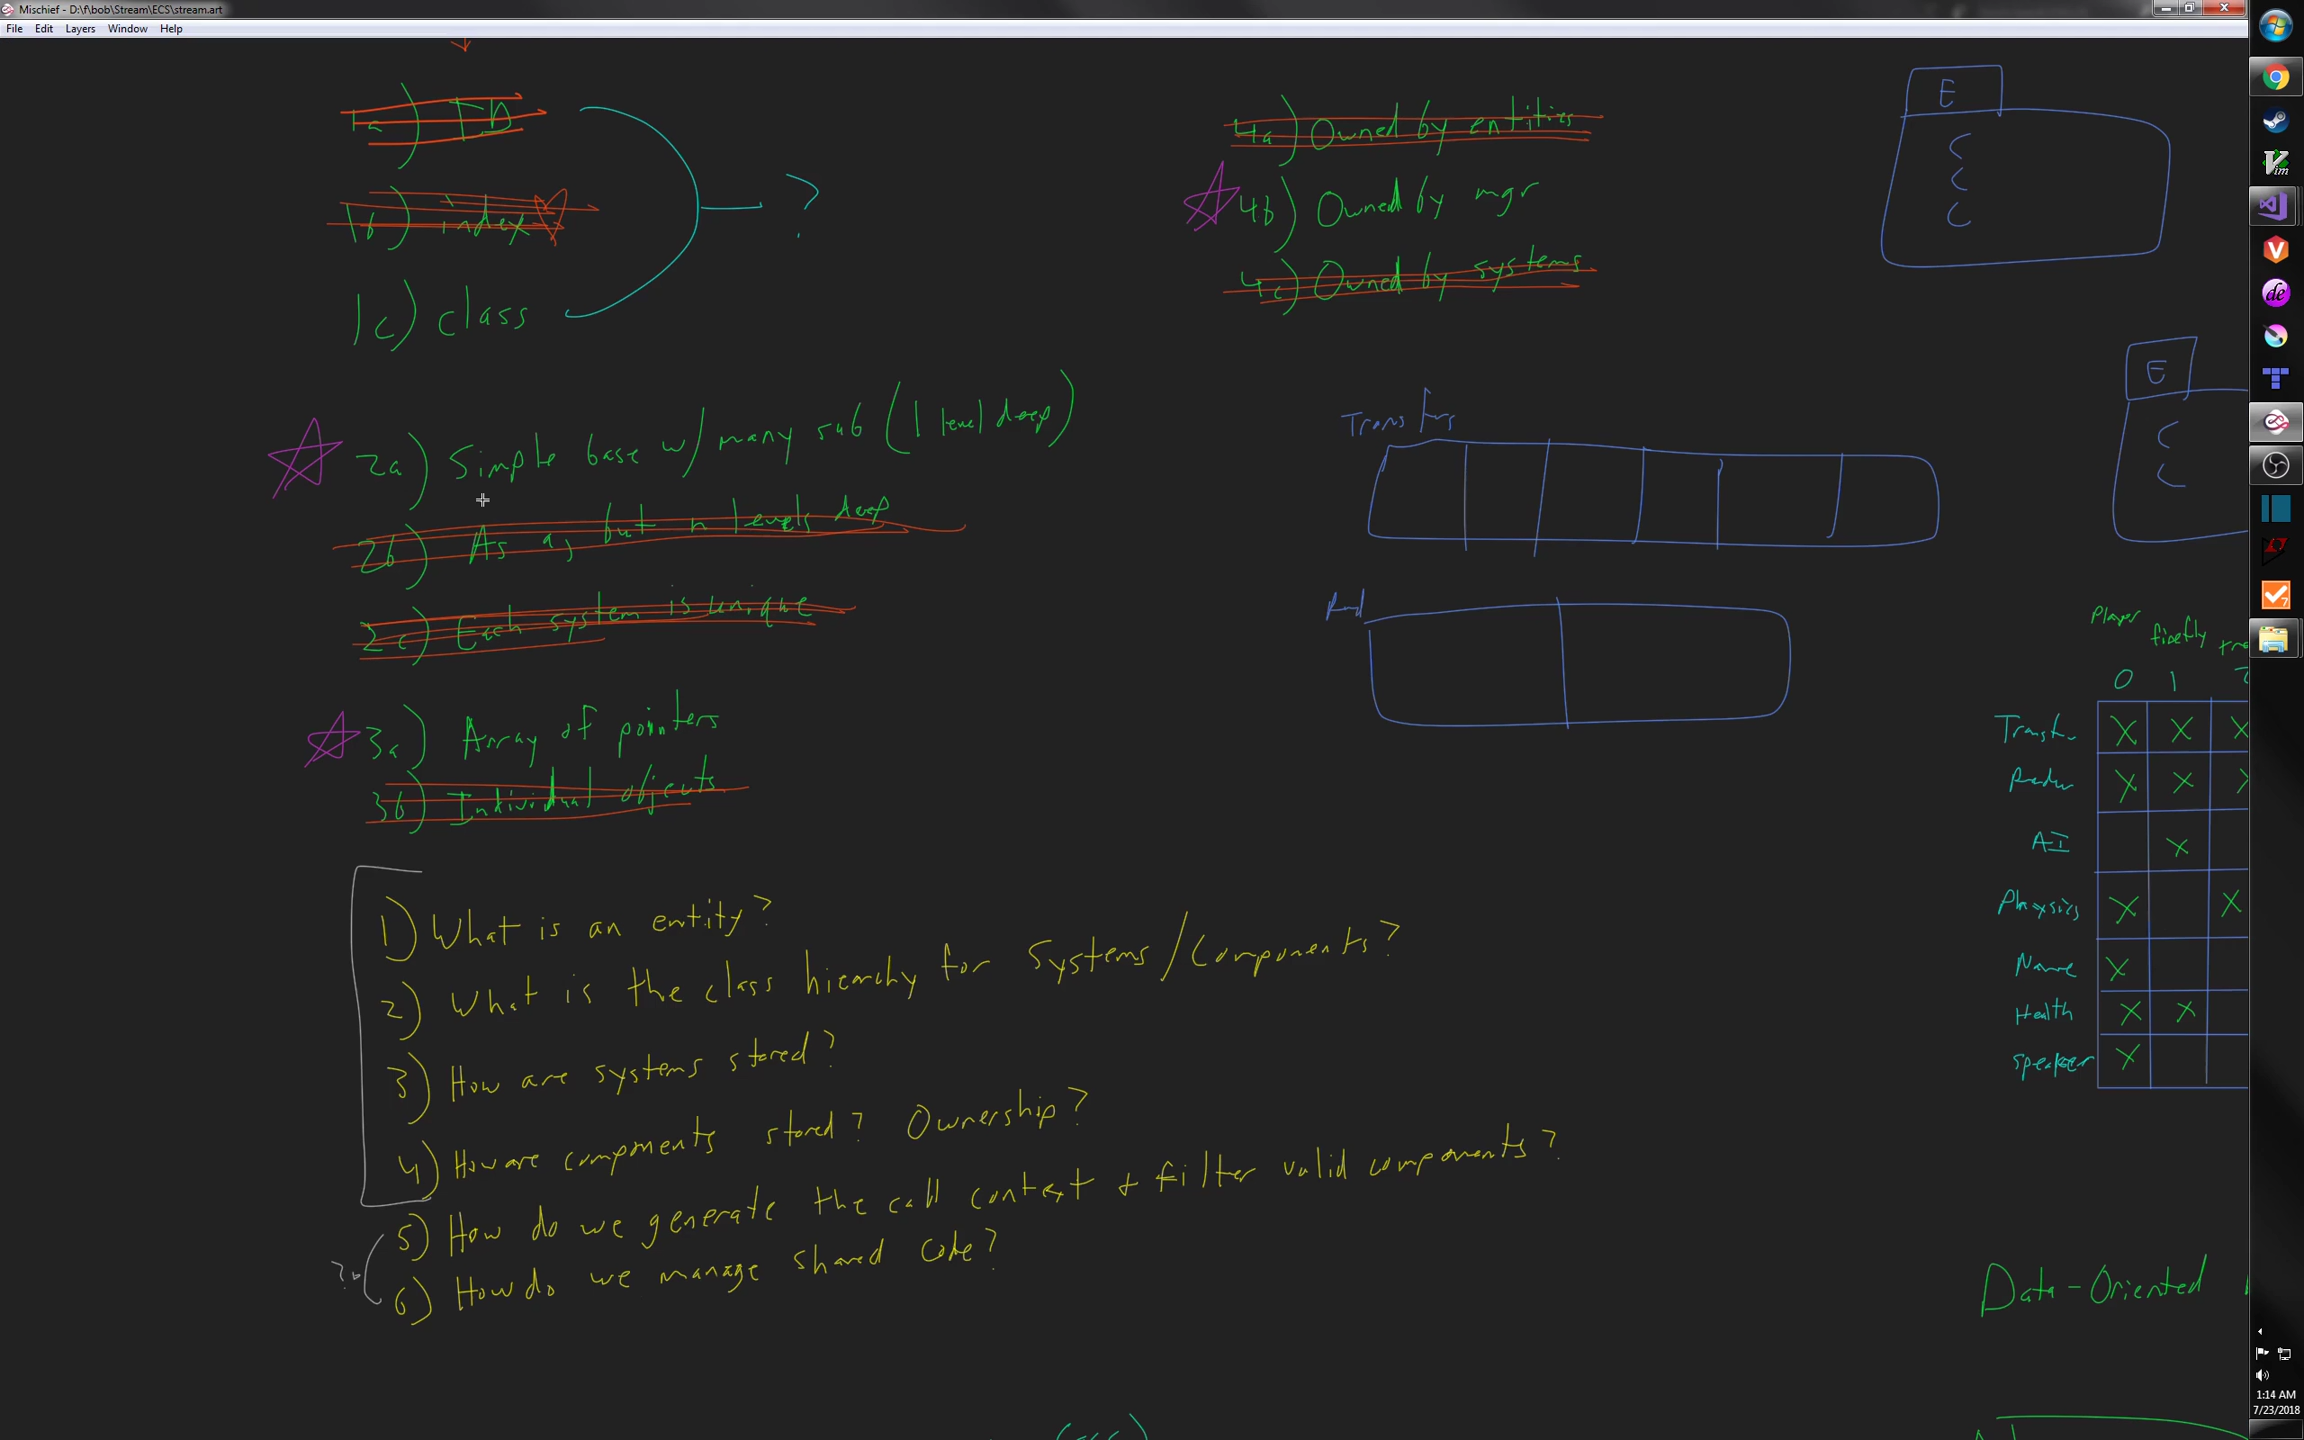 Mischief - D:\f\bob\Stream\ECS\stream.art
File Edit Layers Window Help
1a) ID
1b) index
1c) class
?
2a) Simple base w/ many sub (1 level deep)
2b) As a, but n levels deep
2c) Each system is unique
3a) Array of pointers
3b) Individual objects
1) What is an entity?
2) What is the class hierarchy for Systems/Components?
3) How are systems stored?
4) How are components stored? Ownership?
5) How do we generate the call context + filter valid components?
6) How do we manage shared code?
4a) Owned by entities
4b) Owned by mgr
4c) Owned by systems
E
C
C
C
E
C
C
Player firefly
0 1
Transf. X X X
X X
AI X
Physics X X
Name X
Health X X
Speaker X
Data-Oriented
1:14 AM
7/23/2018